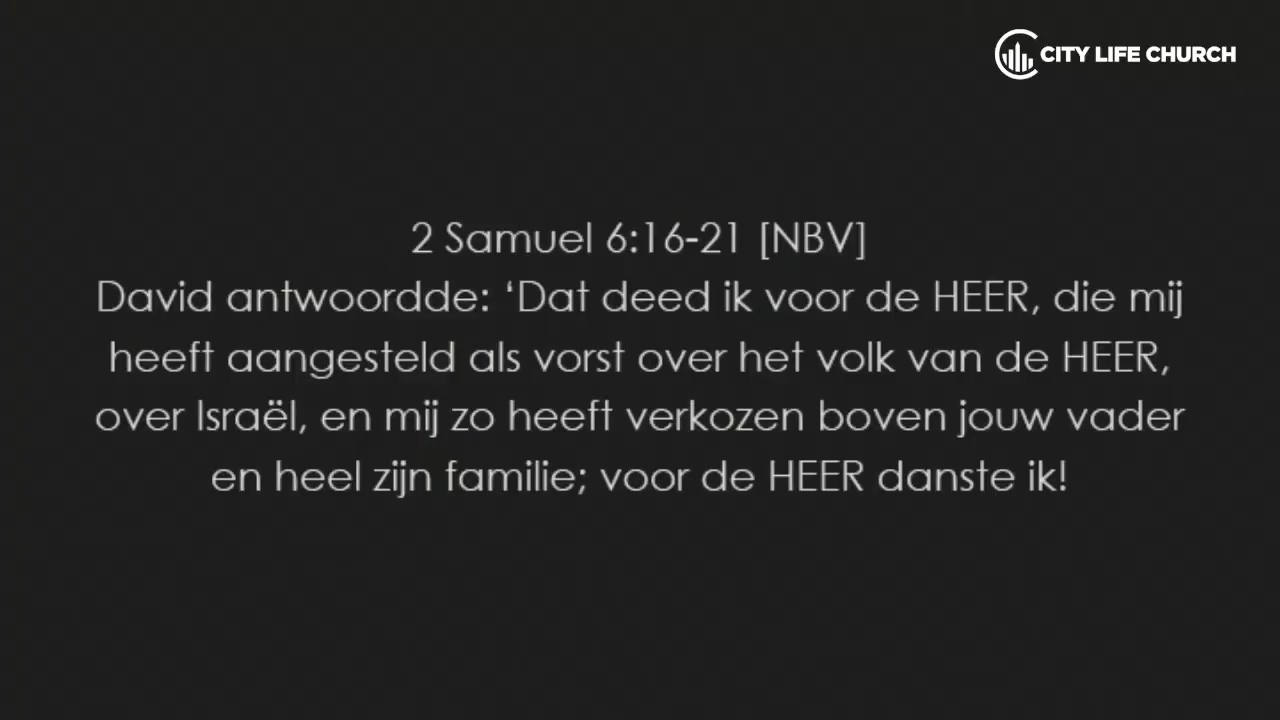 CITY LIFE CHURCH
2 Samuel 6:16-21 [NBV]
David antwoordde: ‘Dat deed ik voor de HEER, die mij
heeft aangesteld als vorst over het volk van de HEER,
over Israël, en mij zo heeft verkozen boven jouw vader
en heel zijn familie; voor de HEER danste ik!